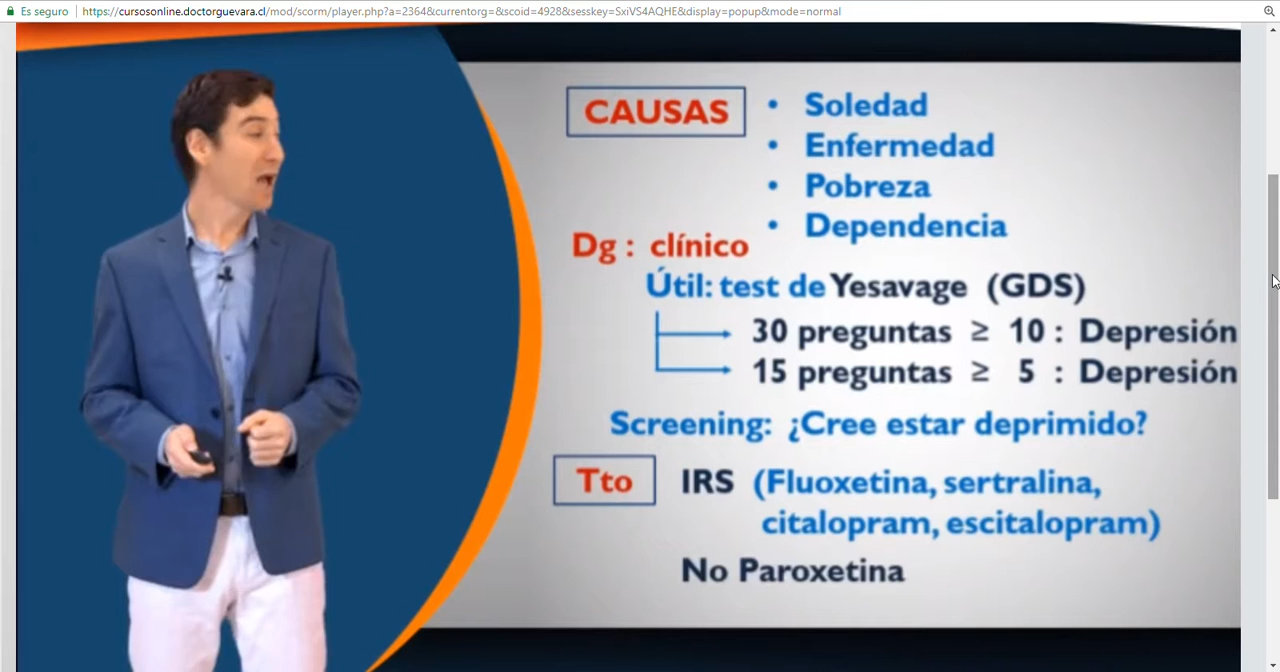 Es seguro | https://cursosonline.doctorguevara.cl/mod/scorm/player.php?a=2364&currentorg=&scoid=4928&sesskey=SxiVS4AQHE&display=popup&mode=normal
CAUSAS
• Soledad
• Enfermedad
• Pobreza
• Dependencia
Dg : clínico
Útil: test de Yesavage (GDS)
30 preguntas ≥ 10 : Depresión
15 preguntas ≥ 5 : Depresión
Screening: ¿Cree estar deprimido?
Tto IRS (Fluoxetina, sertralina,
citalopram, escitalopram)
No Paroxetina